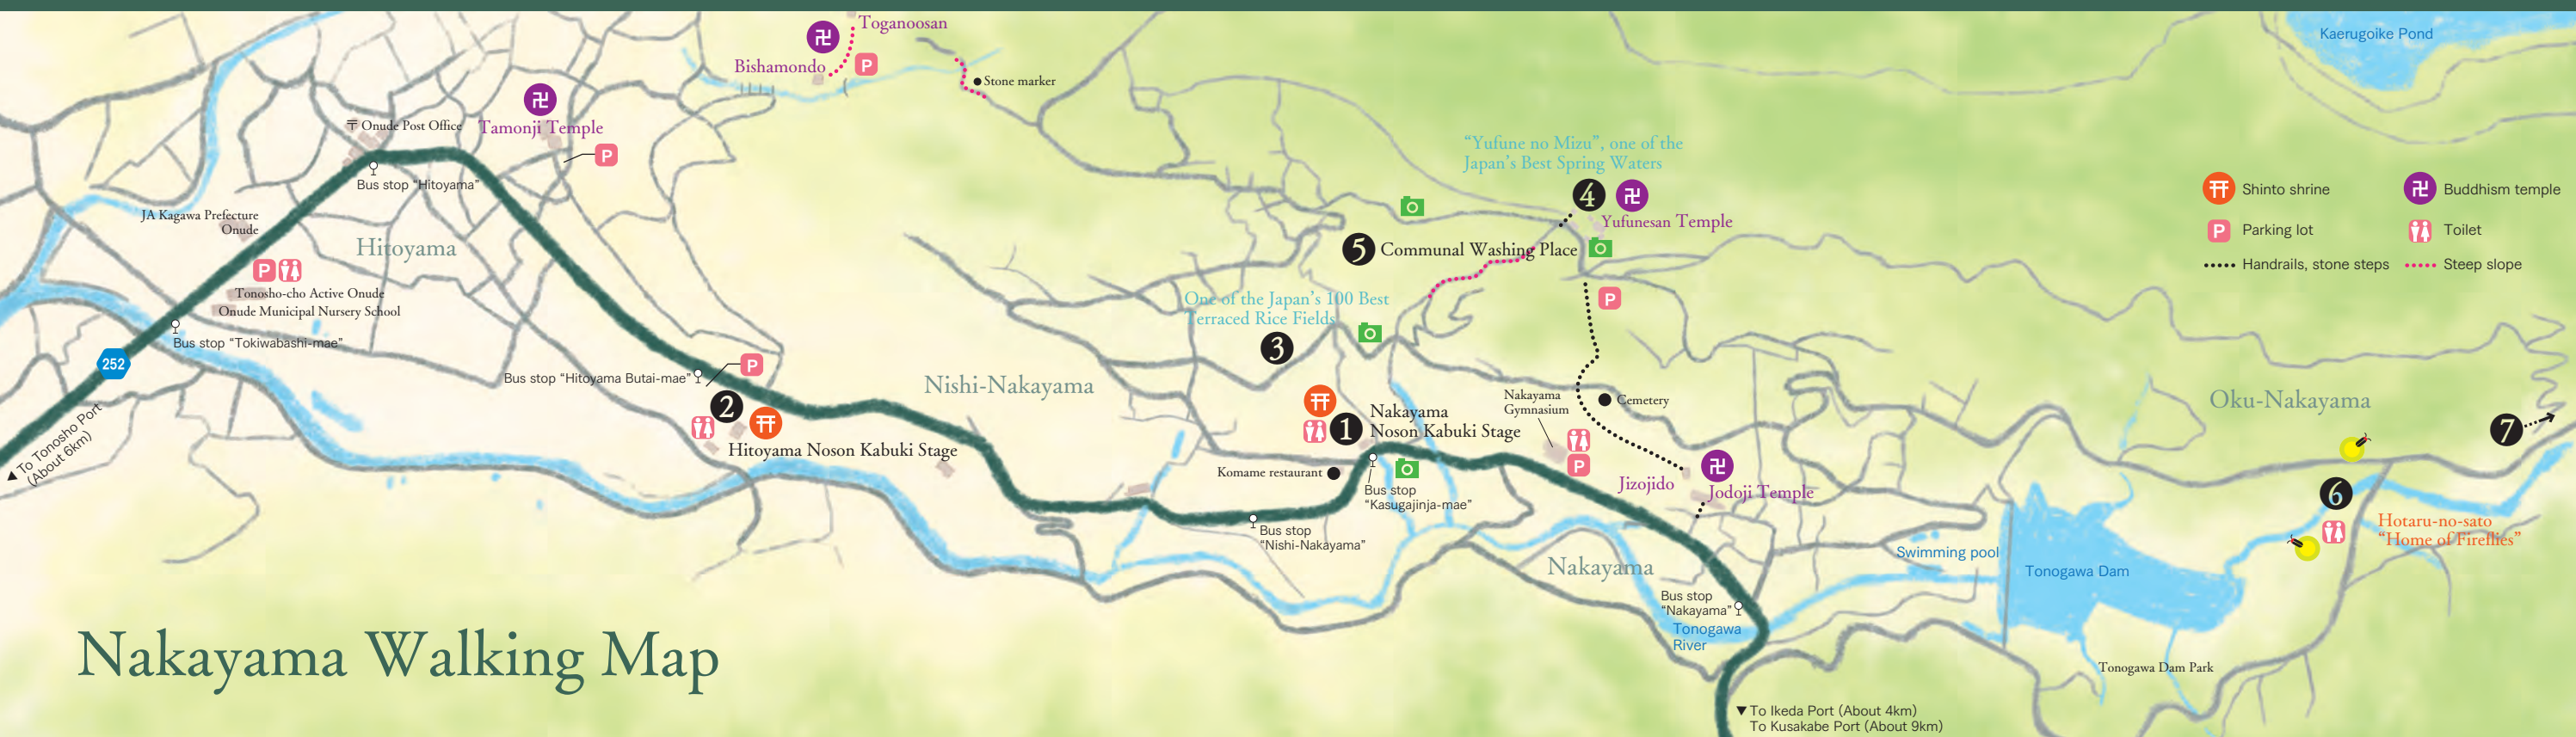 Toganoosan
卍
Bishamondo
P
Stone marker
Kaerugoike Pond
卍
〒Onude Post Office
Tamonji Temple
P
Bus stop “Hitoyama”
JA Kagawa Prefecture
Onude
Hitoyama
P
Tonosho-cho Active Onude
Onude Municipal Nursery School
Bus stop “Tokiwabashi-mae”
252
▲ To Tonosho Port
(About 6km)
Bus stop “Hitoyama Butai-mae”
P
2
Hitoyama Noson Kabuki Stage
Nishi-Nakayama
“Yufune no Mizu”, one of the
Japan’s Best Spring Waters
4
卍
Yufunesan Temple
5 Communal Washing Place
P
One of the Japan’s 100 Best
Terraced Rice Fields
3
1
Nakayama
Noson Kabuki Stage
Nakayama
Gymnasium
Cemetery
P
Komame restaurant
Bus stop
“Kasugajinja-mae”
Bus stop
“Nishi-Nakayama”
Jizojido
卍
Jodoji Temple
Nakayama
Bus stop
“Nakayama”
Tonogawa
River
Swimming pool
Tonogawa Dam
Tonogawa Dam Park
Shinto shrine
卍 Buddhism temple
P Parking lot
Toilet
Handrails, stone steps
Steep slope
Oku-Nakayama
7
6
Hotaru-no-sato
“Home of Fireflies”
▼To Ikeda Port (About 4km)
To Kusakabe Port (About 9km)
Nakayama Walking Map